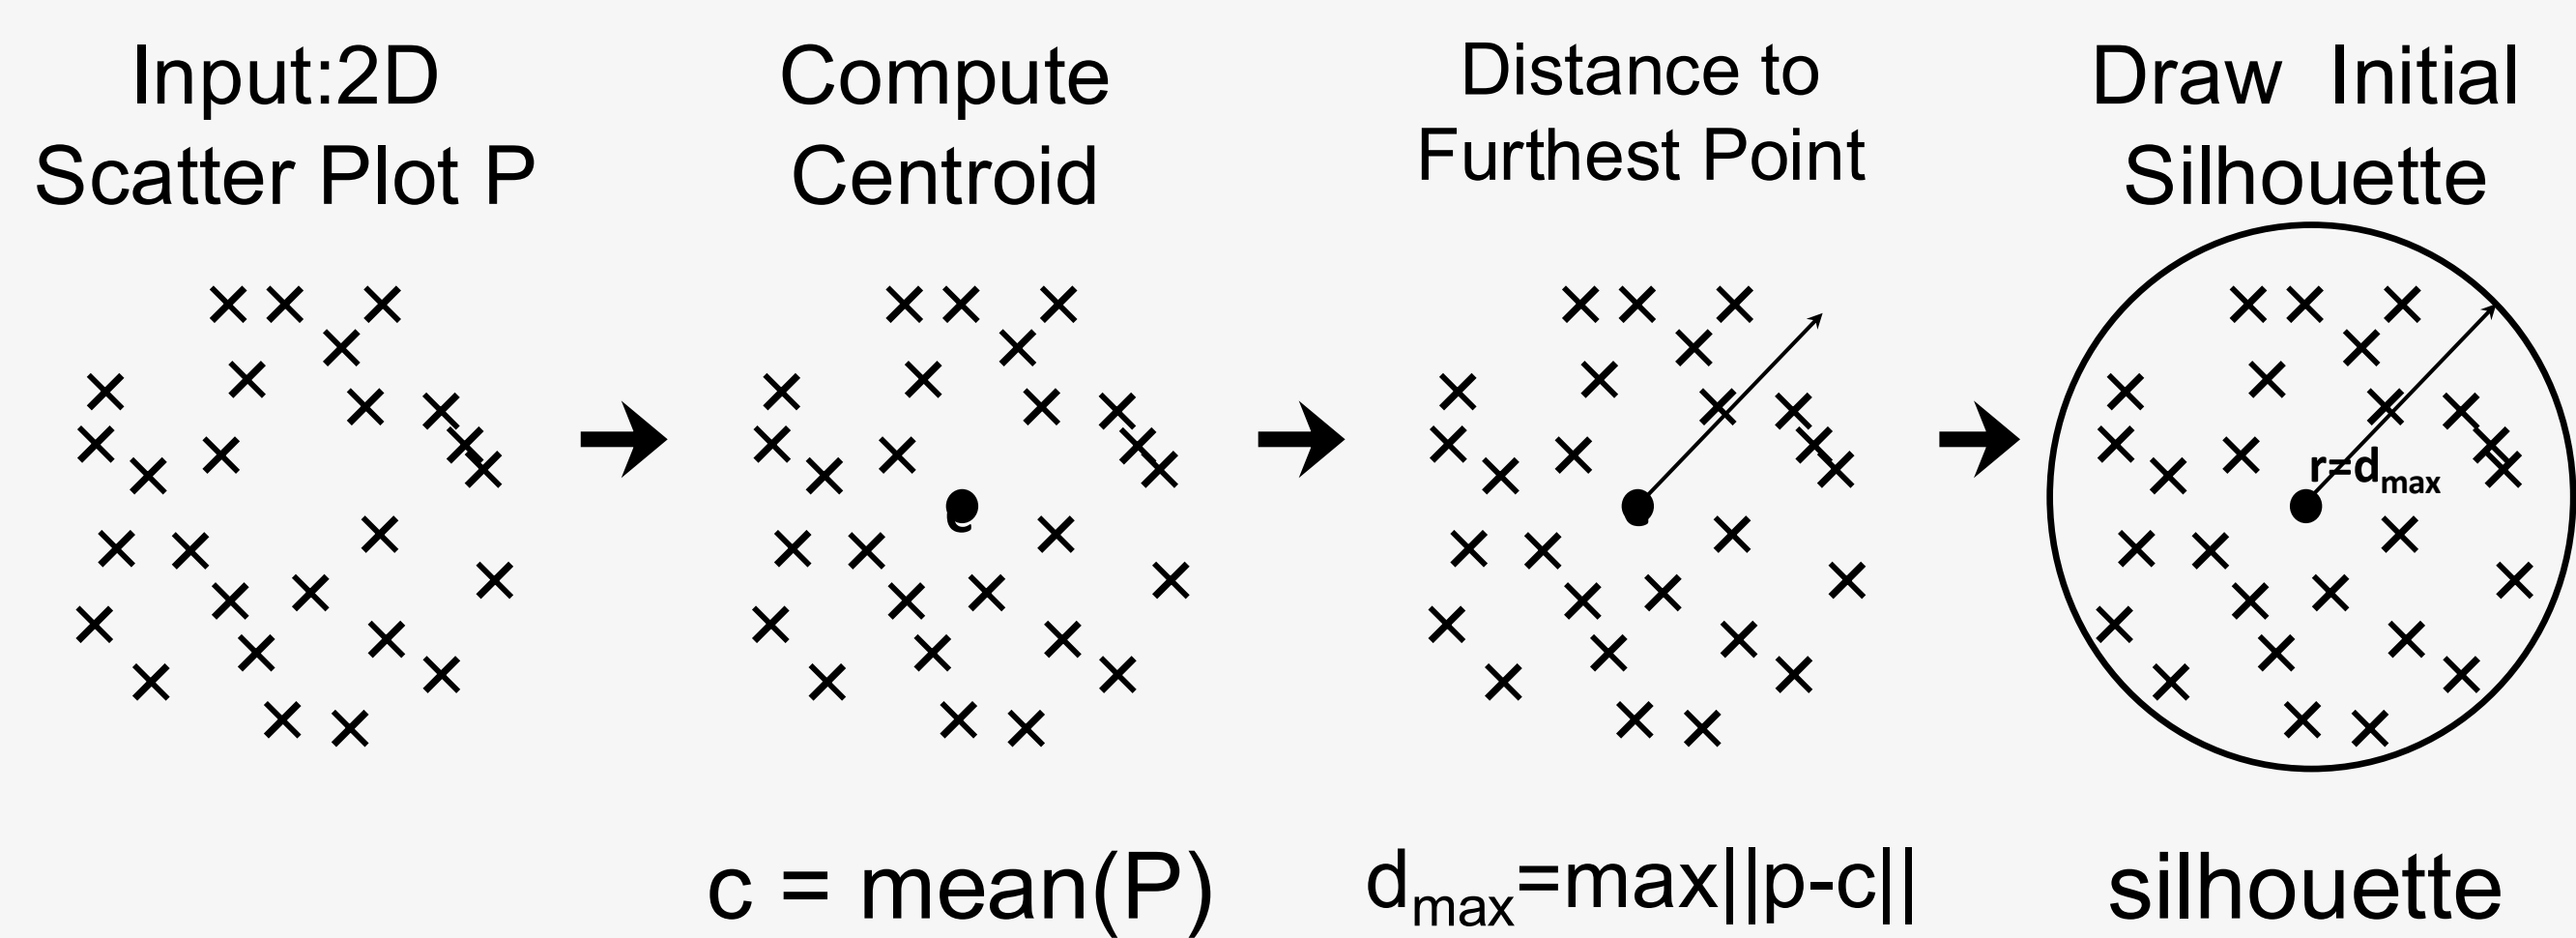 Input:2D
Scatter Plot P
Compute
Centroid
Distance to
Furthest Point
Draw Initial
Silhouette
c
r=dmax
c = mean(P)
dmax=max||p-c||
silhouette